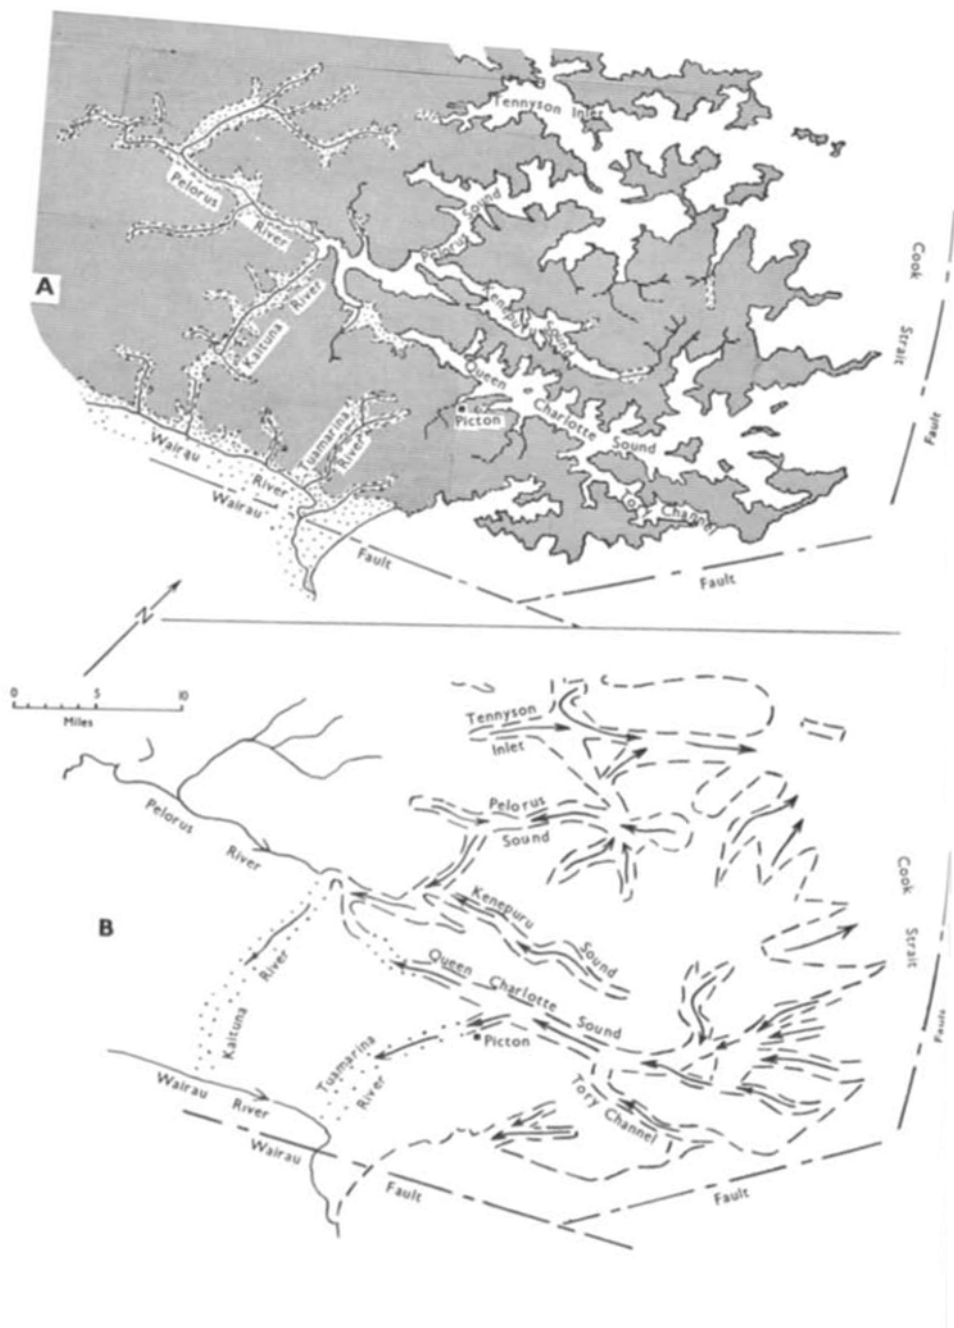 Tennyson Inlet
Pelorus
River
Pelorus Sound
Cook
Strait
A
River
Kaituna
Kenepuru Sound
Queen
Charlotte Sound
Picton
Tuamarina
River
Wairau
River
Wairau
Fault
Tory Channel
Fault
Fault
N
0 5 10
Miles
Tennyson
Inlet
Pelorus
Sound
Pelorus
River
Cook
Strait
B
Kenepuru
Sound
River
Kaituna
Queen Charlotte
Sound
Picton
Tuamarina
River
Wairau
River
Wairau
Fault
Tory Channel
Fault
Fault